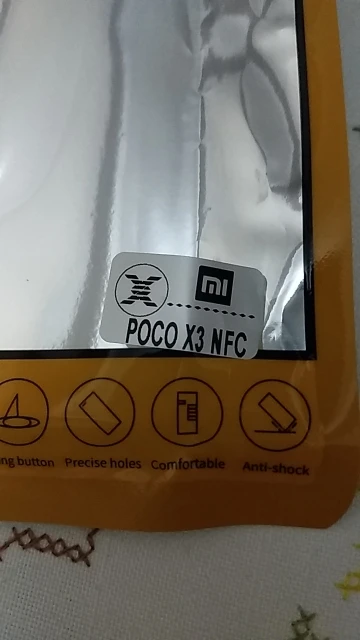 mi
POCO X3 NFC
ng button Precise holes Comfortable Anti-shock